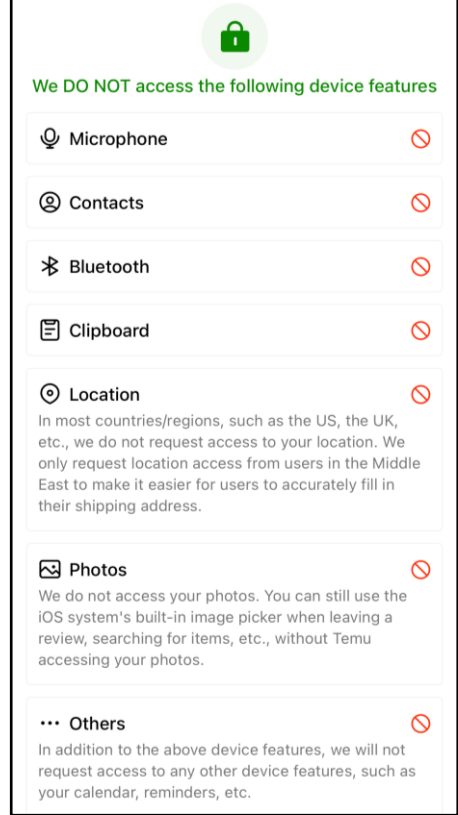 We DO NOT access the following device features
Microphone
Contacts
Bluetooth
Clipboard
Location
In most countries/regions, such as the US, the UK,
etc., we do not request access to your location. We
only request location access from users in the Middle
East to make it easier for users to accurately fill in
their shipping address.
Photos
We do not access your photos. You can still use the
iOS system's built-in image picker when leaving a
review, searching for items, etc., without Temu
accessing your photos.
Others
In addition to the above device features, we will not
request access to any other device features, such as
your calendar, reminders, etc.